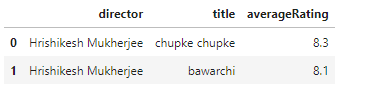 director title averageRating
0 Hrishikesh Mukherjee chupke chupke 8.3
1 Hrishikesh Mukherjee bawarchi 8.1